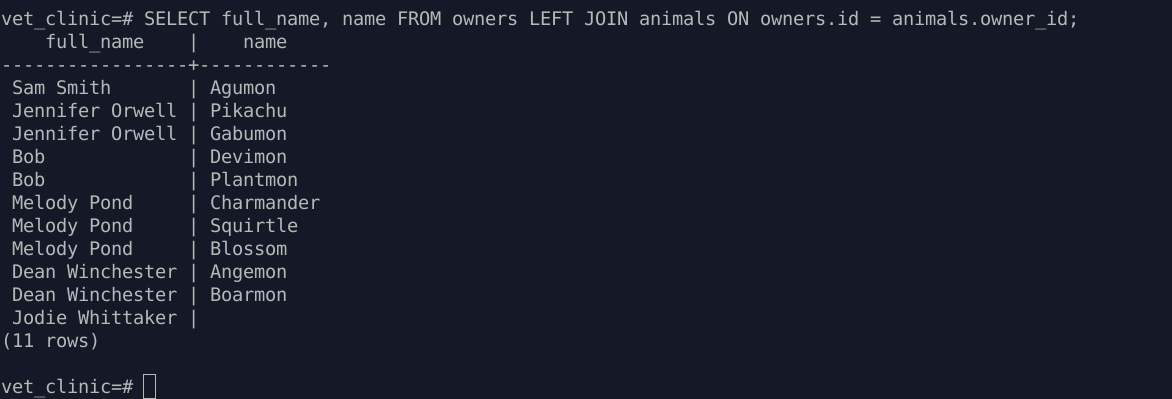 vet_clinic=# SELECT full_name, name FROM owners LEFT JOIN animals ON owners.id = animals.owner_id;
    full_name    |    name
-----------------+------------
 Sam Smith       | Agumon
 Jennifer Orwell | Pikachu
 Jennifer Orwell | Gabumon
 Bob             | Devimon
 Bob             | Plantmon
 Melody Pond     | Charmander
 Melody Pond     | Squirtle
 Melody Pond     | Blossom
 Dean Winchester | Angemon
 Dean Winchester | Boarmon
 Jodie Whittaker |
(11 rows)

vet_clinic=#